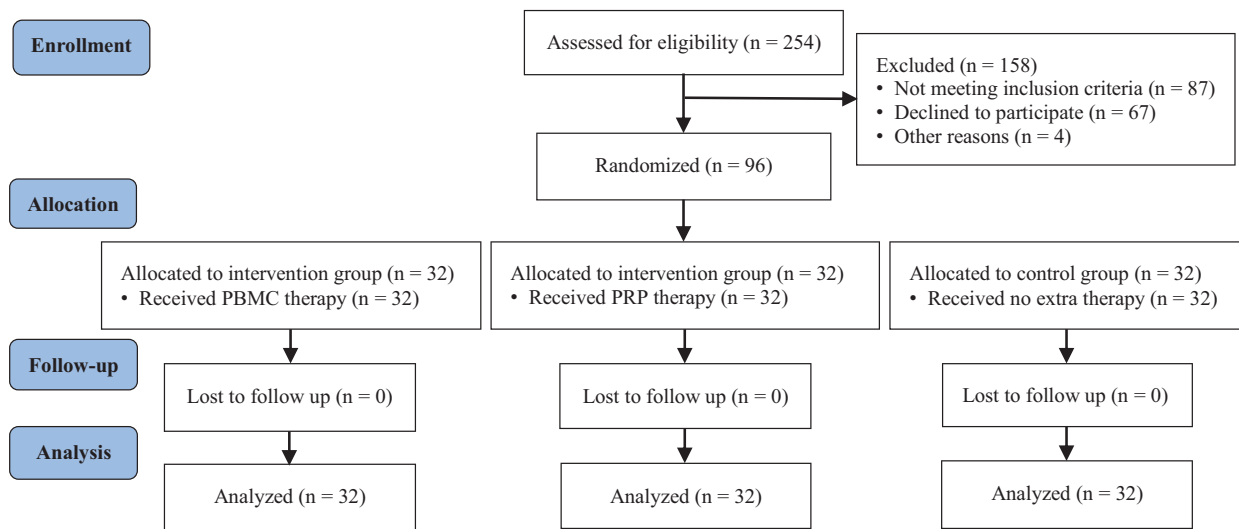 Enrollment
Assessed for eligibility (n = 254)
Excluded (n = 158)
• Not meeting inclusion criteria (n = 87)
• Declined to participate (n = 67)
• Other reasons (n = 4)
Randomized (n = 96)
Allocation
Allocated to intervention group (n = 32)
• Received PBMC therapy (n = 32)
Allocated to intervention group (n = 32)
• Received PRP therapy (n = 32)
Allocated to control group (n = 32)
• Received no extra therapy (n = 32)
Follow-up
Lost to follow up (n = 0)
Lost to follow up (n = 0)
Lost to follow up (n = 0)
Analysis
Analyzed (n = 32)
Analyzed (n = 32)
Analyzed (n = 32)